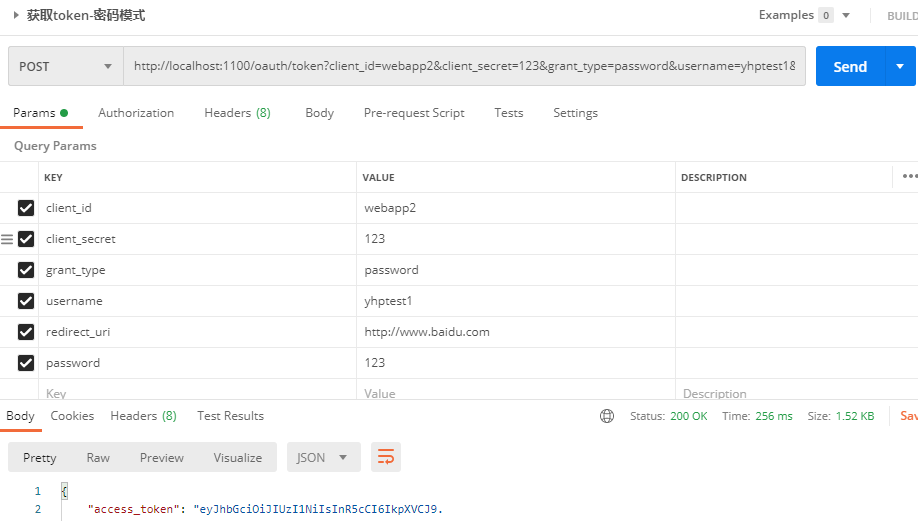 获取token-密码模式 Examples 0 BUILD
POST http://localhost:1100/oauth/token?client_id=webapp2&client_secret=123&grant_type=password&username=yhptest1& Send
Params Authorization Headers (8) Body Pre-request Script Tests Settings
Query Params
KEY VALUE DESCRIPTION
client_id webapp2
client_secret 123
grant_type password
username yhptest1
redirect_uri http://www.baidu.com
password 123
Key Value Description
Body Cookies Headers (8) Test Results Status: 200 OK Time: 256 ms Size: 1.52 KB Sav
Pretty Raw Preview Visualize JSON
1 {
2 "access_token": "eyJhbGciOiJIUzI1NiIsInR5cCI6IkpXVCJ9.